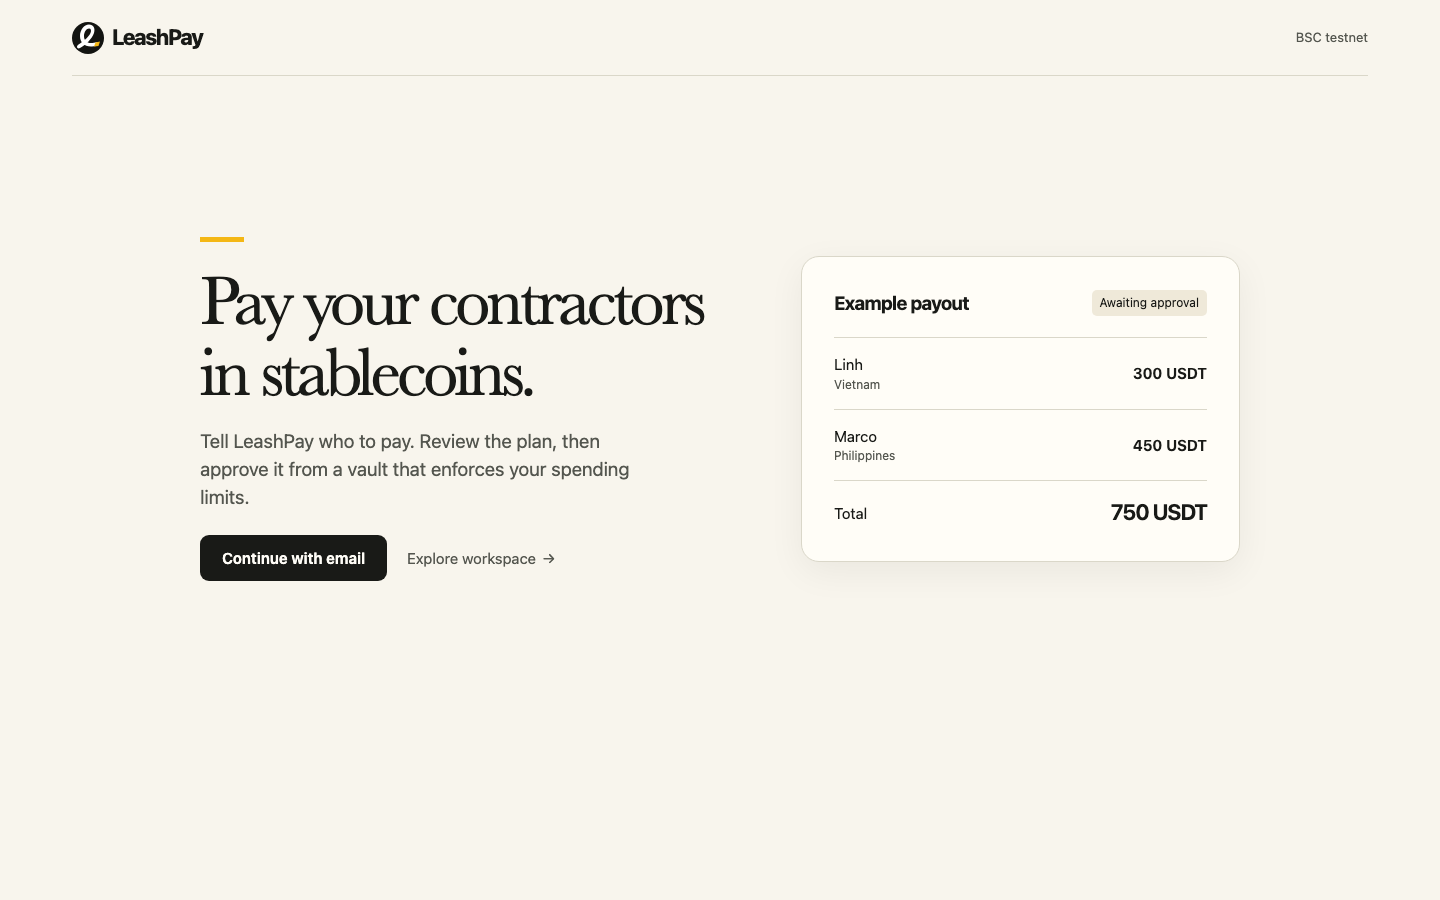 LeashPay
BSC testnet
Pay your contractors
in stablecoins.
Tell LeashPay who to pay. Review the plan, then
approve it from a vault that enforces your spending
limits.
Continue with email
Explore workspace →
Example payout
Awaiting approval
Linh
Vietnam
300 USDT
Marco
Philippines
450 USDT
Total
750 USDT